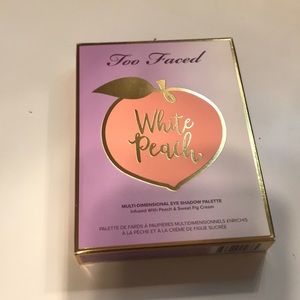 Too Faced
White
Peach
MULTI-DIMENSIONAL EYE SHADOW PALETTE
Infused With Peach & Sweet Fig Cream
PALETTE DE FARDS À PAUPIÈRES MULTIDIMENSIONNELS ENRICHIS
À LA PÊCHE ET À LA CRÈME DE FIGUE SUCRÉE